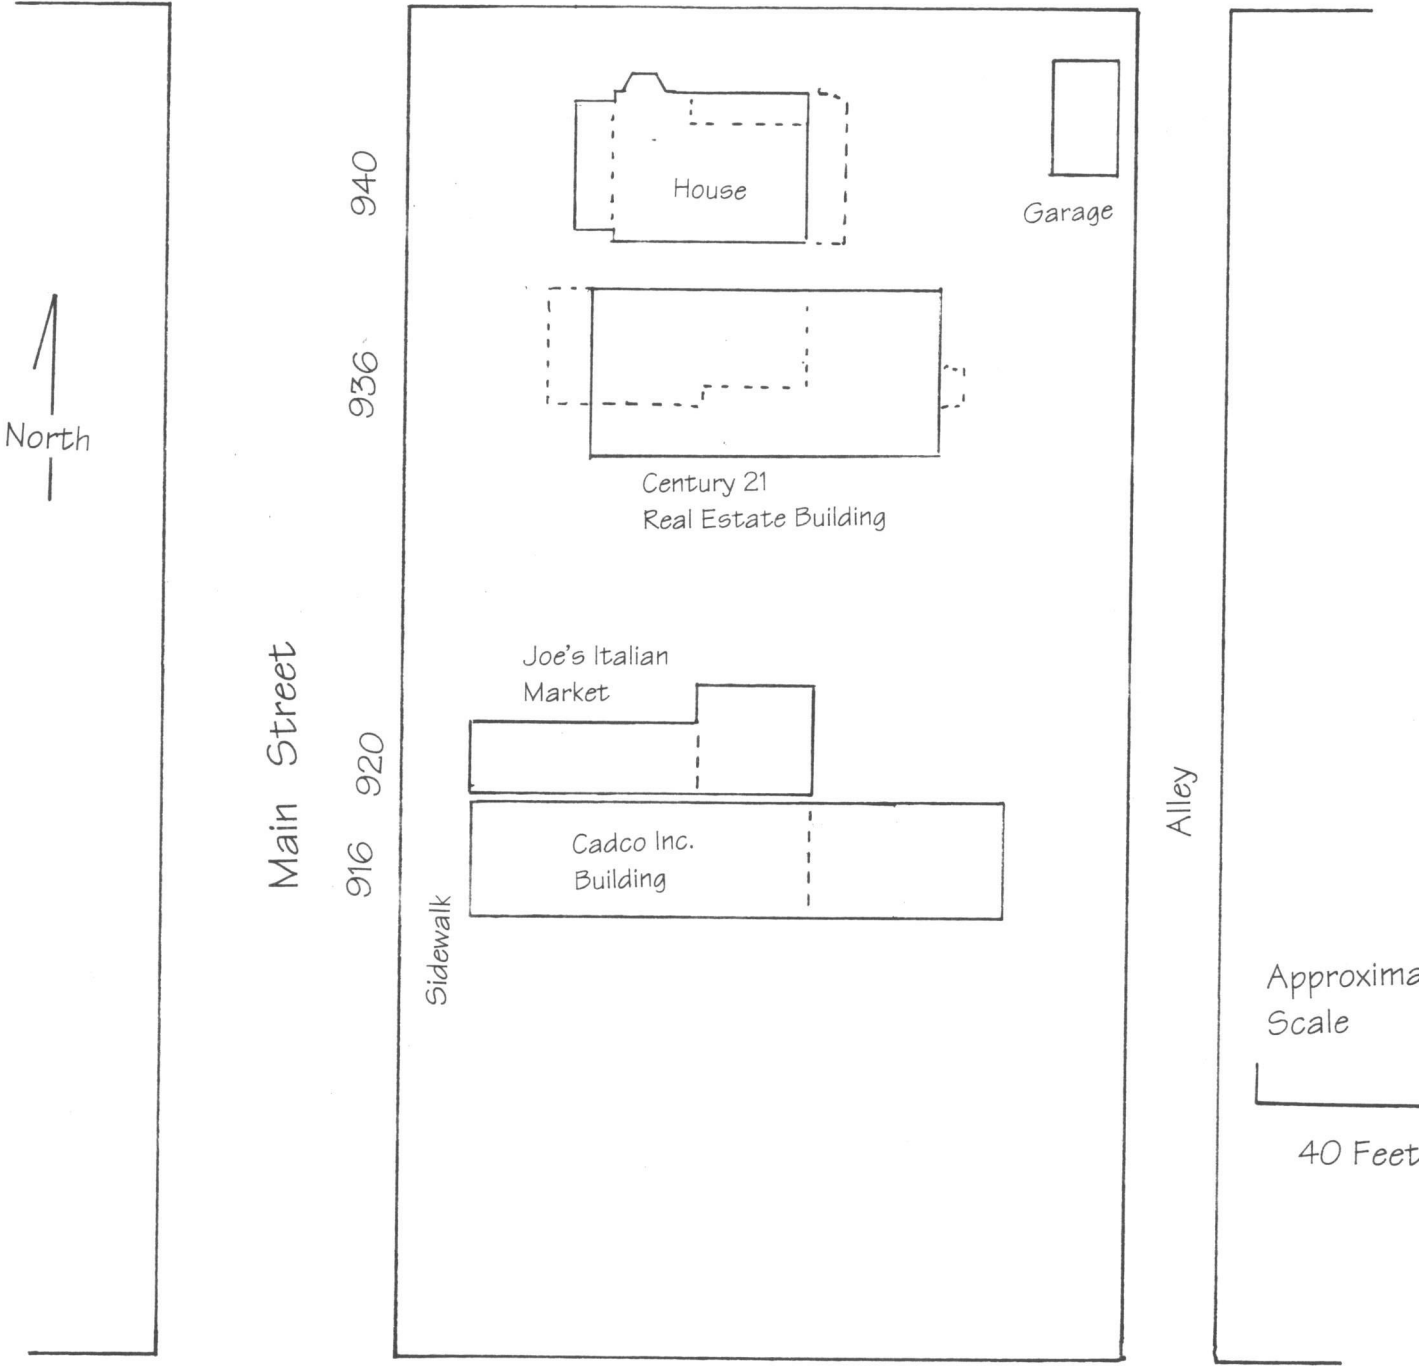 940
House
Garage
936
North
Century 21
Real Estate Building
Joe's Italian
Market
Main Street
920
916
Cadco Inc.
Building
Alley
Sidewalk
Approxima
Scale
40 Feet